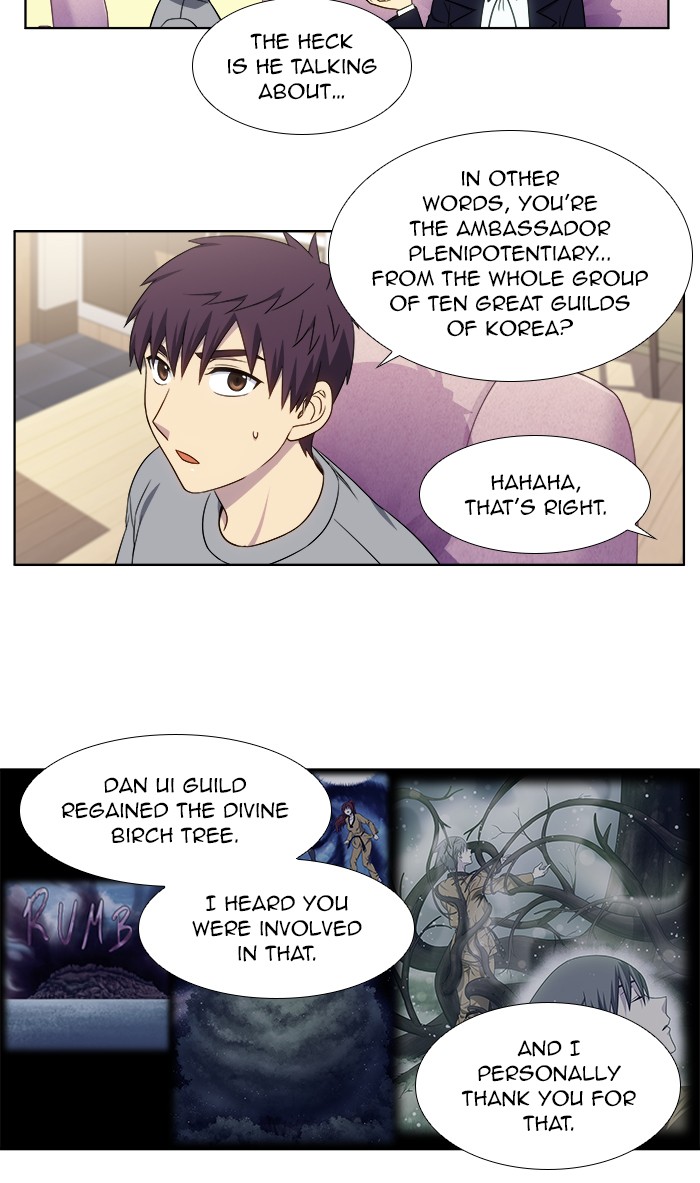 THE HECK
IS HE TALKING
ABOUT...
IN OTHER
WORDS, YOU'RE
THE AMBASSADOR
PLENIPOTENTIARY...
FROM THE WHOLE GROUP
OF TEN GREAT GUILDS
OF KOREA?
HAHAHA,
THAT'S RIGHT.
DAN UI GUILD
REGAINED THE DIVINE
BIRCH TREE.
I HEARD YOU
WERE INVOLVED
IN THAT.
RUMB
AND I
PERSONALLY
THANK YOU FOR
THAT.